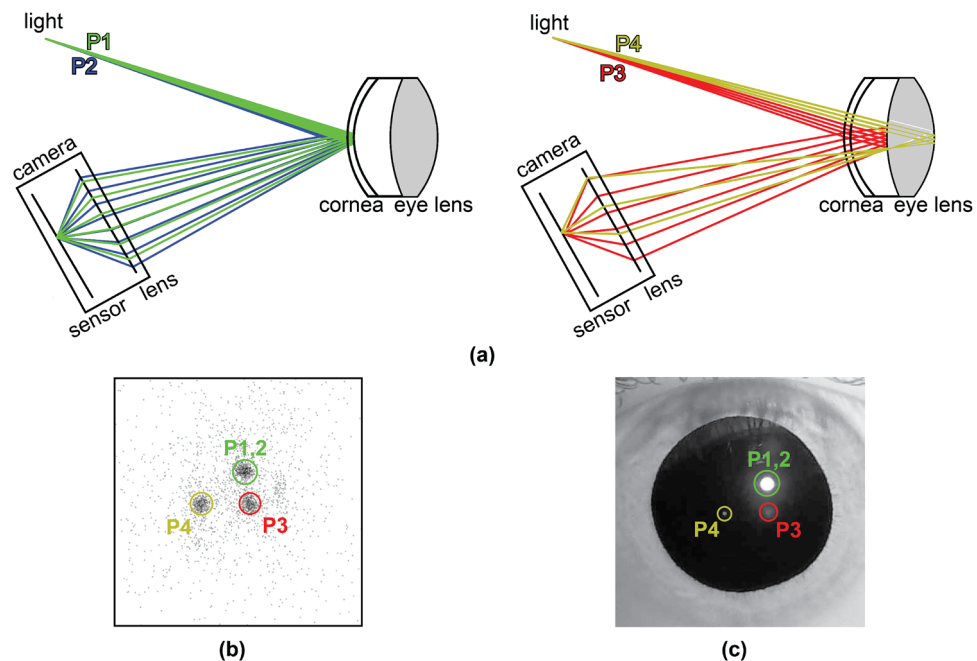 light
P1
P2
camera
sensor
lens
cornea eye lens
light
P4
P3
camera
sensor
lens
cornea eye lens
(a)
P1,2
P4
P3
(b)
P1,2
P4
P3
(c)